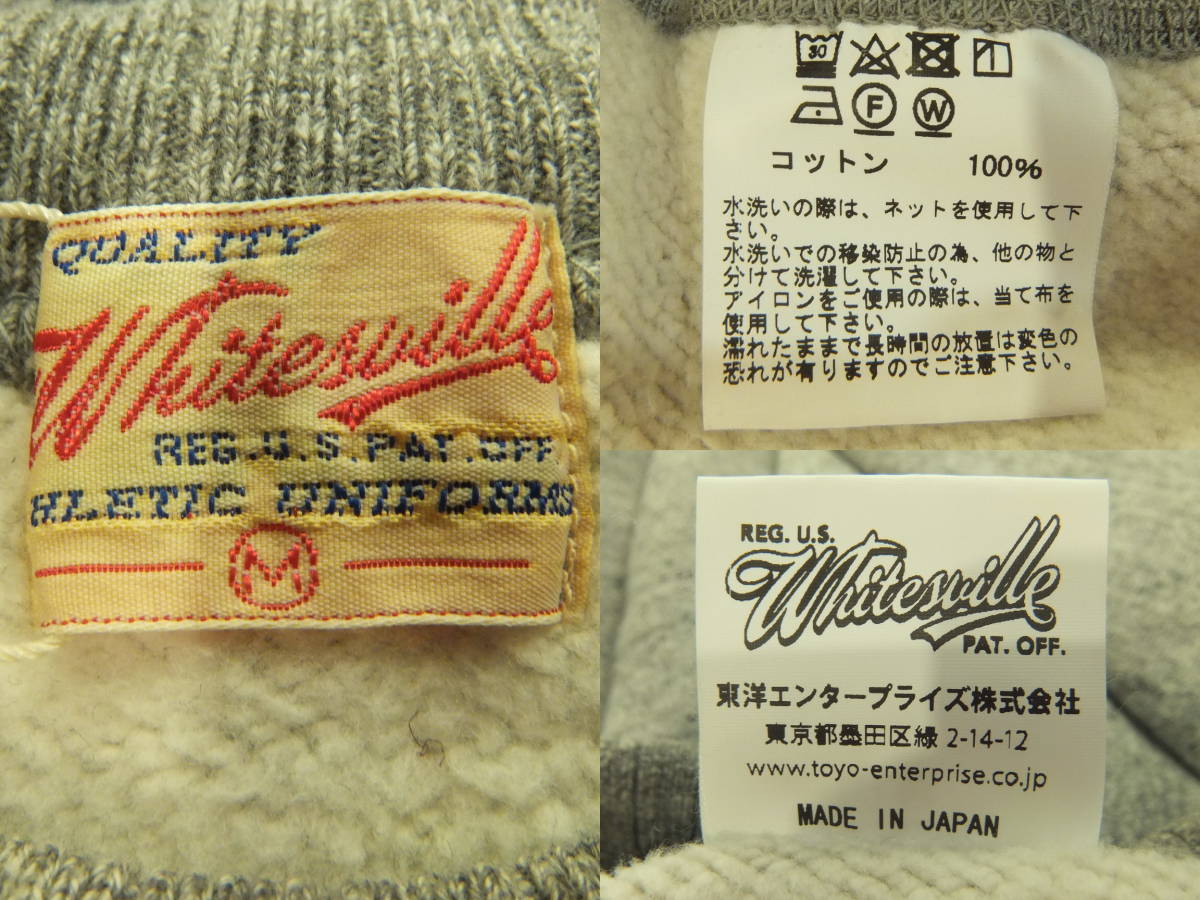 QUALITY
Whitesville
REG.U.S.PAT.OFF
HLETIC UNIFORMS
M
30
F
W
コットン 100%
水洗いの際は、ネットを使用して下
さい。
水洗いでの移染防止の為、他の物と
分けて洗濯して下さい。
アイロンをご使用の際は、当て布を
使用して下さい。
濡れたままで長時間の放置は変色の
恐れが有りますのでご注意下さい。
REG. U.S.
Whitesville
PAT. OFF.
東洋エンタープライズ株式会社
東京都墨田区緑 2-14-12
www.toyo-enterprise.co.jp
MADE IN JAPAN